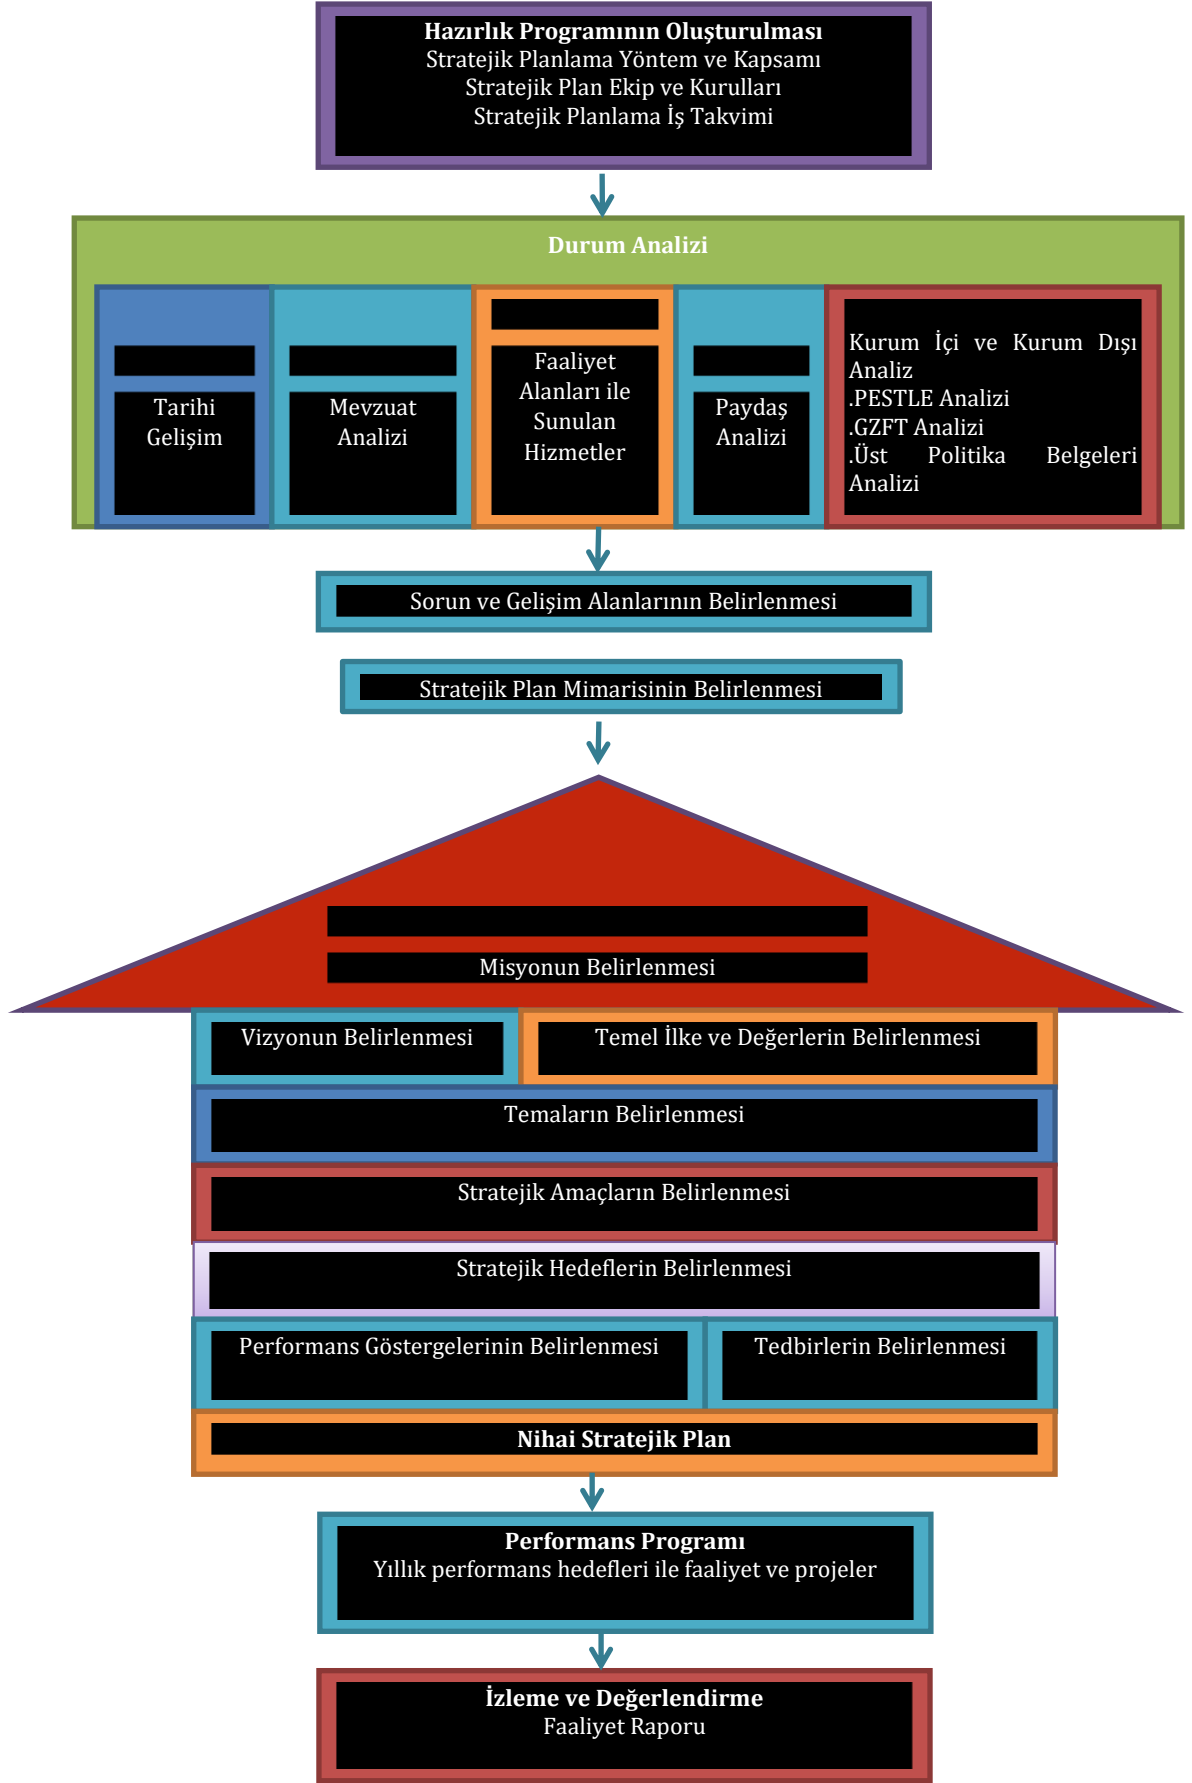 Hazırlık Programının Oluşturulması
Stratejik Planlama Yöntem ve Kapsamı
Stratejik Plan Ekip ve Kurulları
Stratejik Planlama İş Takvimi
Durum Analizi
Tarihi
Gelişim
Mevzuat
Analizi
Faaliyet
Alanları ile
Sunulan
Hizmetler
Paydaş
Analizi
Kurum İçi ve Kurum Dışı
Analiz
.PESTLE Analizi
.GZFT Analizi
.Üst Politika Belgeleri
Analizi
Sorun ve Gelişim Alanlarının Belirlenmesi
Stratejik Plan Mimarisinin Belirlenmesi
Misyonun Belirlenmesi
Vizyonun Belirlenmesi
Temel İlke ve Değerlerin Belirlenmesi
Temaların Belirlenmesi
Stratejik Amaçların Belirlenmesi
Stratejik Hedeflerin Belirlenmesi
Performans Göstergelerinin Belirlenmesi
Tedbirlerin Belirlenmesi
Nihai Stratejik Plan
Performans Programı
Yıllık performans hedefleri ile faaliyet ve projeler
İzleme ve Değerlendirme
Faaliyet Raporu